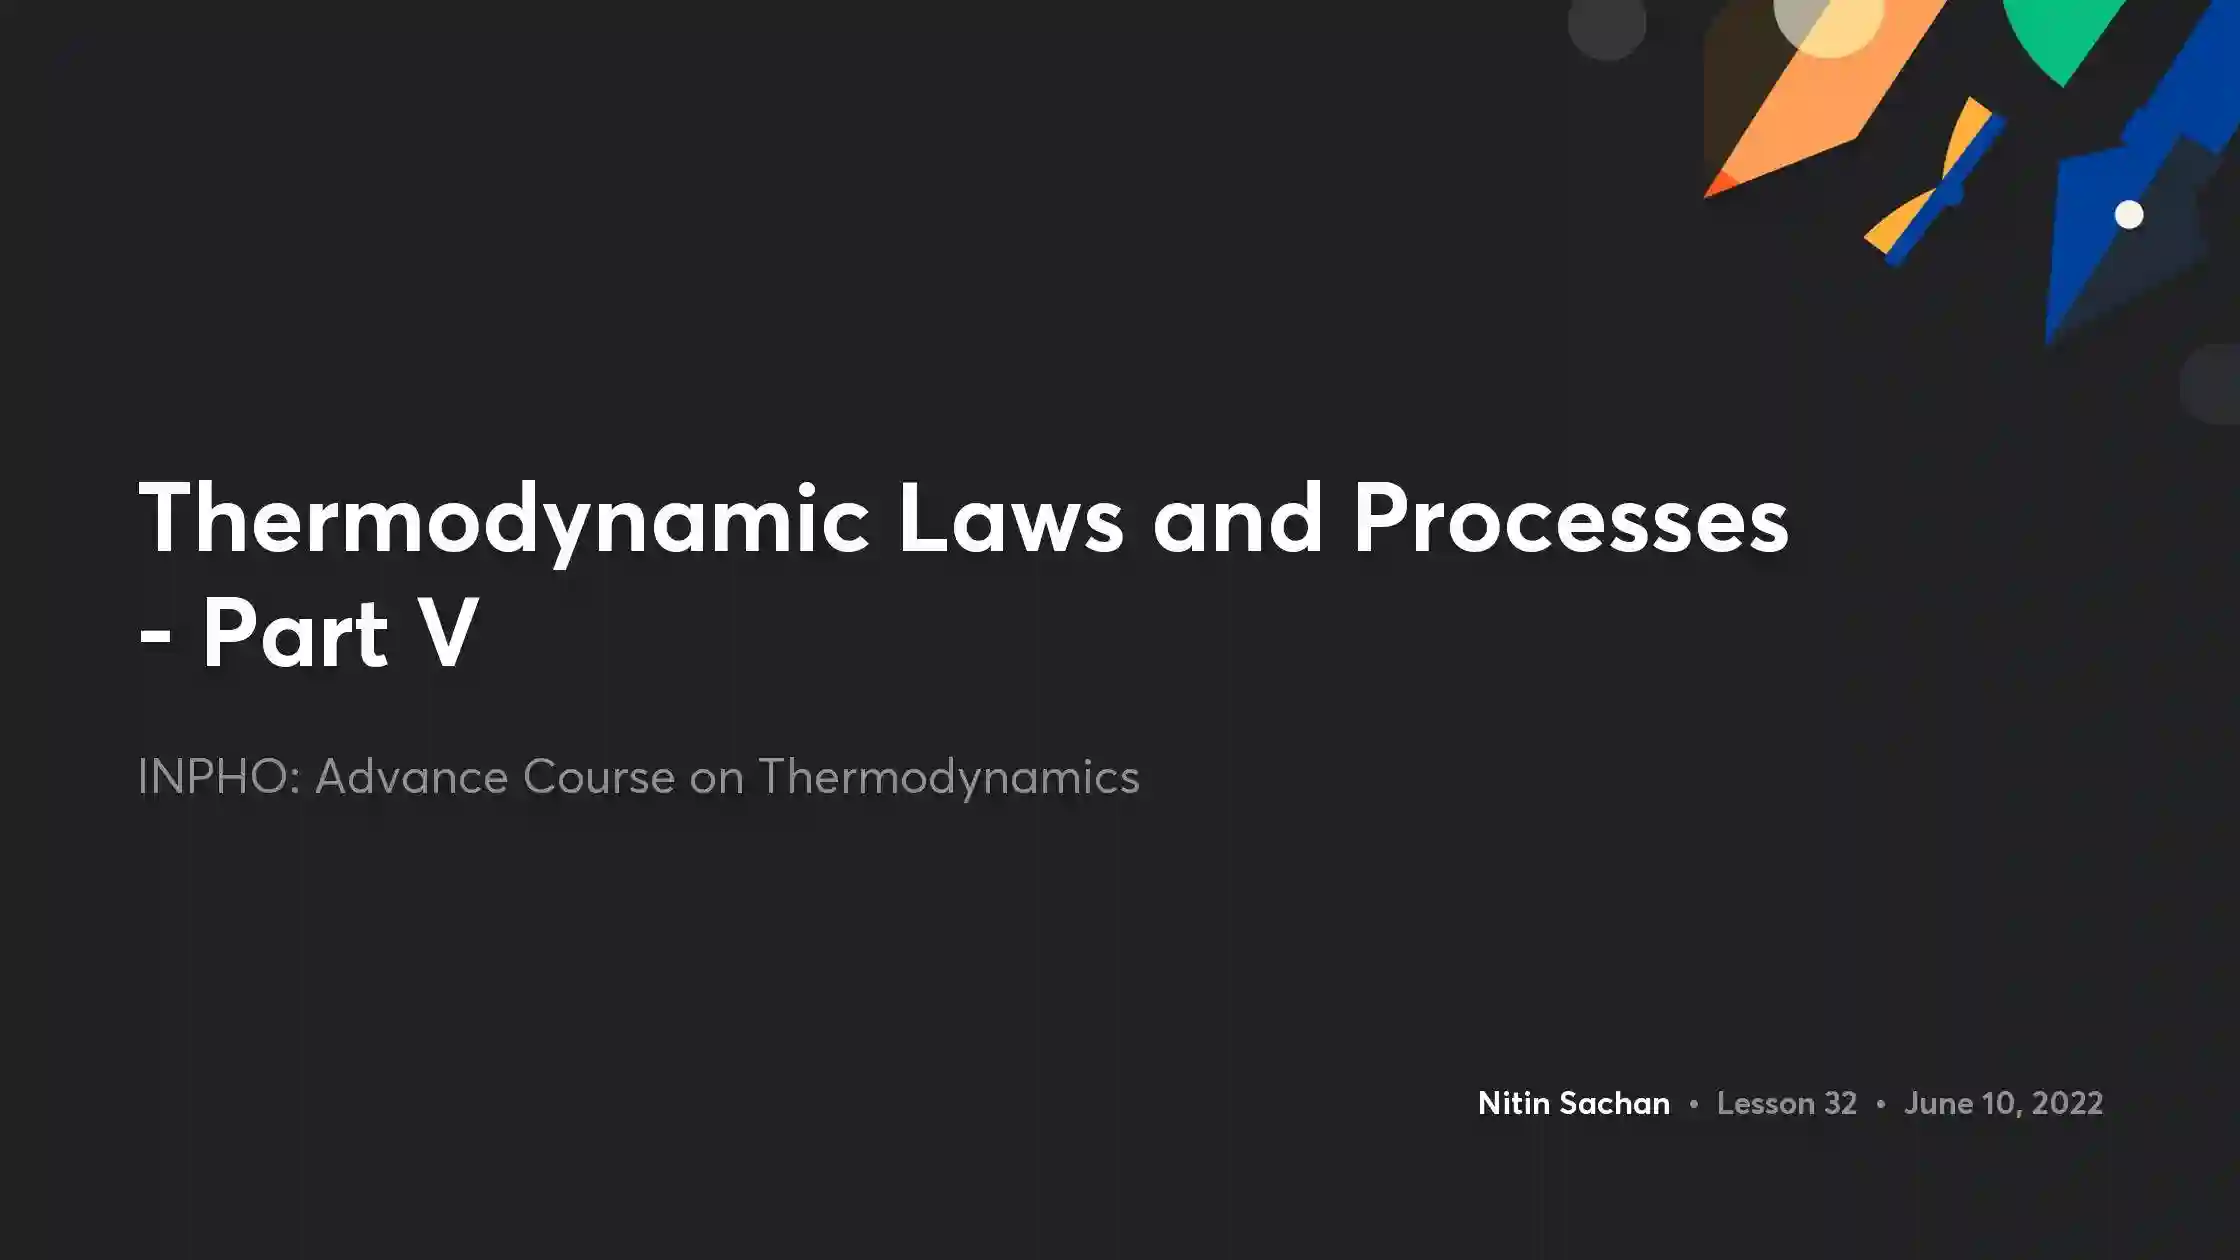 Thermodynamic Laws and Processes
- Part V
INPHO: Advance Course on Thermodynamics
Nitin Sachan • Lesson 32 • June 10, 2022